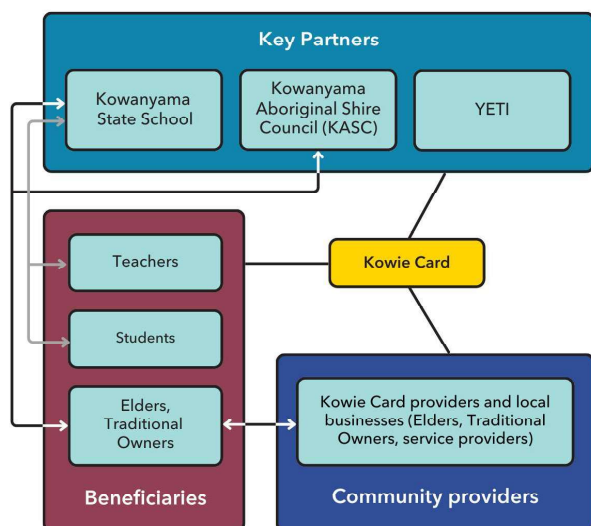 Key Partners
Kowanyama
State School
Kowanyama
Aboriginal Shire
Council (KASC)
YETI
Teachers
Students
Elders,
Traditional
Owners
Beneficiaries
Kowie Card
Kowie Card providers and local
businesses (Elders, Traditional
Owners, service providers)
Community providers